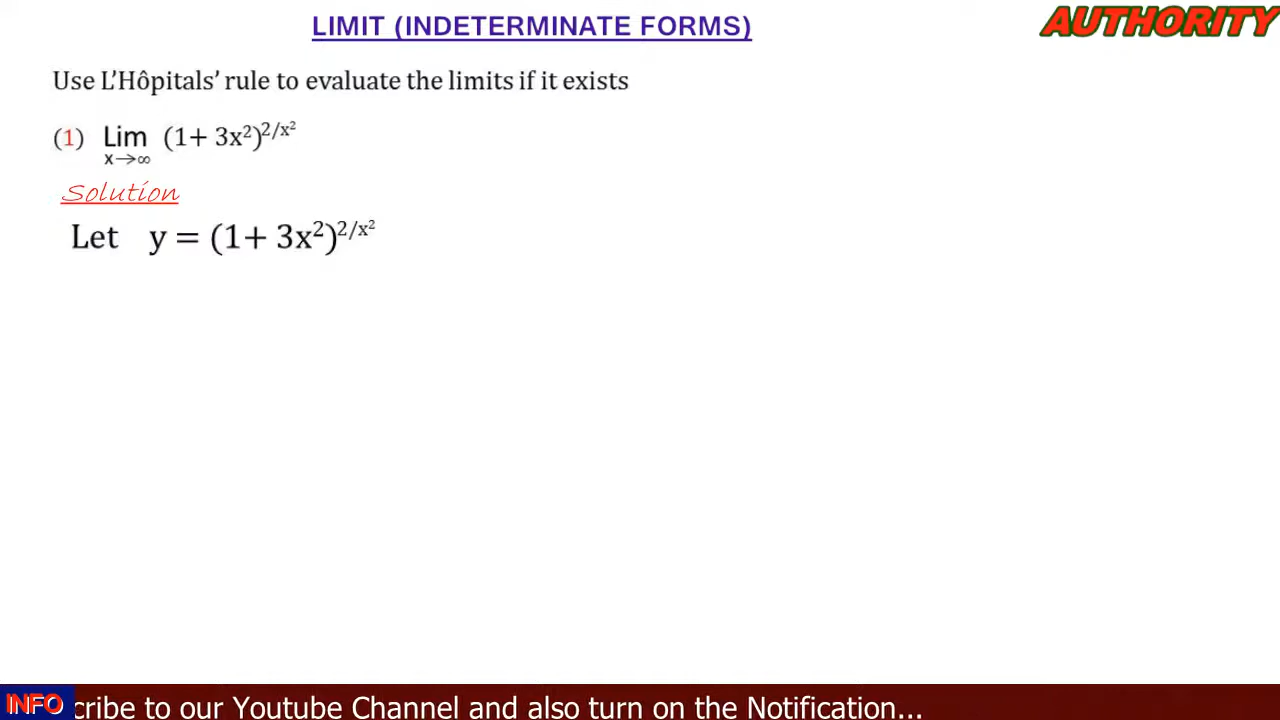 LIMIT (INDETERMINATE FORMS)
AUTHORITY
Use L’Hôpitals’ rule to evaluate the limits if it exists
(1) Lim x→∞ (1+ 3x²)^2/x²
Solution
Let y = (1+ 3x²)^2/x²
INFO cribe to our Youtube Channel and also turn on the Notification...